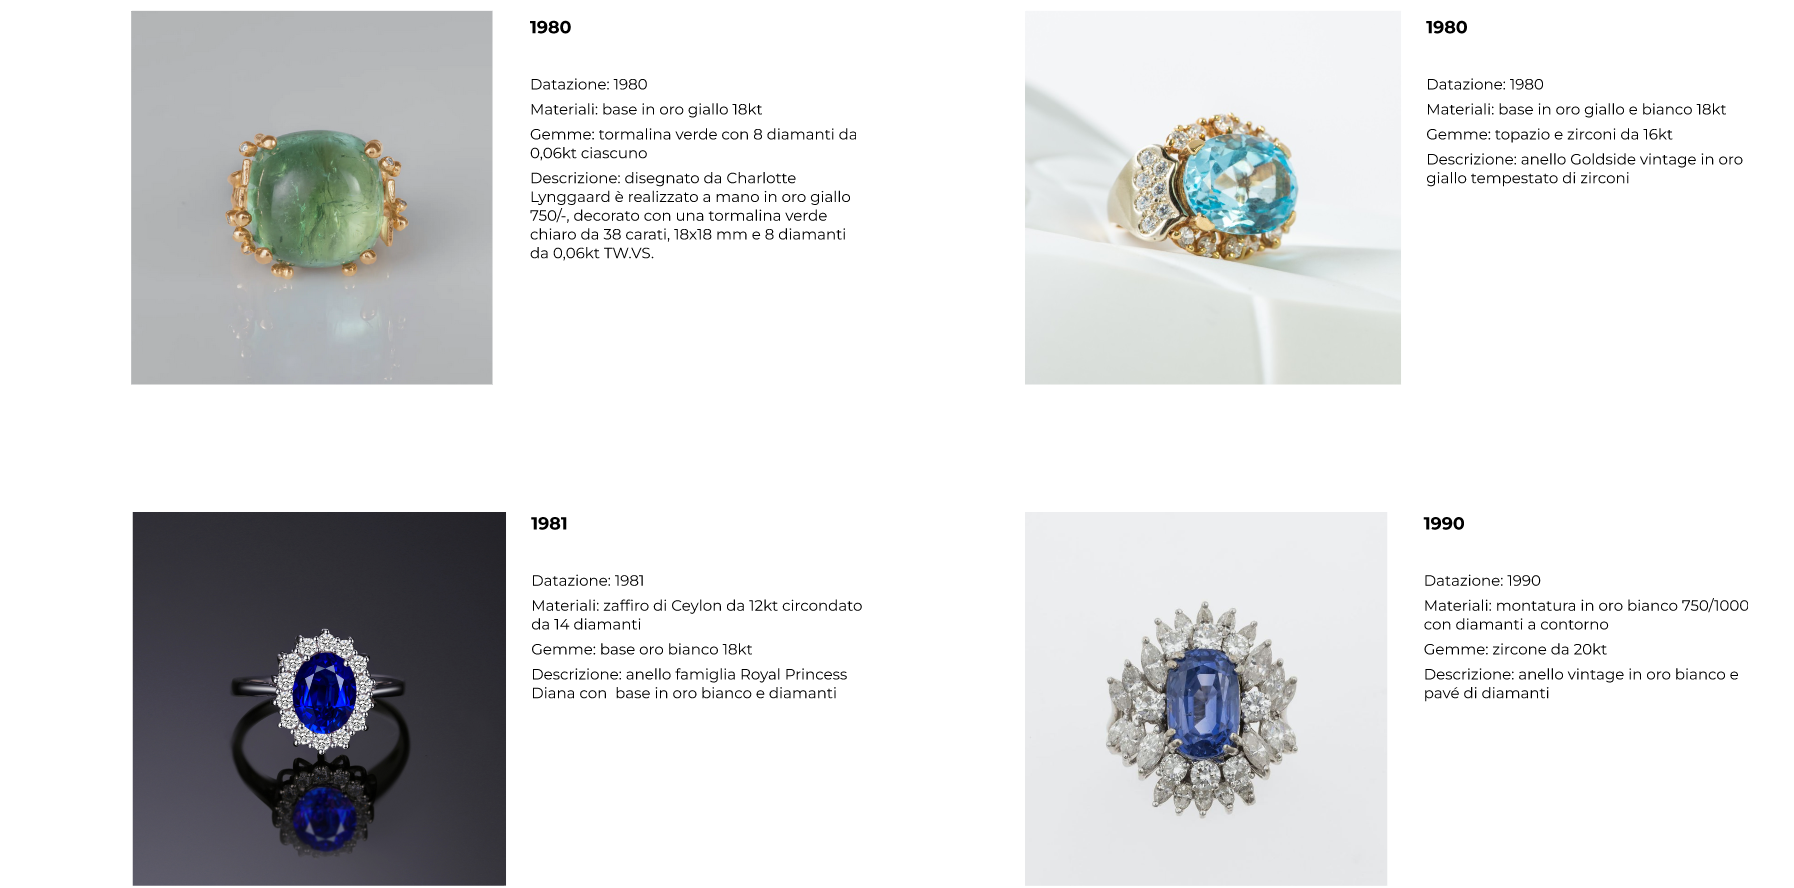 1980
Datazione: 1980
Materiali: base in oro giallo 18kt
Gemme: tormalina verde con 8 diamanti da
0,06kt ciascuno
Descrizione: disegnato da Charlotte
Lynggaard è realizzato a mano in oro giallo
750/-, decorato con una tormalina verde
chiaro da 38 carati, 18x18 mm e 8 diamanti
da 0,06kt TW.VS.
1980
Datazione: 1980
Materiali: base in oro giallo e bianco 18kt
Gemme: topazio e zirconi da 16kt
Descrizione: anello Goldside vintage in oro
giallo tempestato di zirconi
1981
Datazione: 1981
Materiali: zaffiro di Ceylon da 12kt circondato
da 14 diamanti
Gemme: base oro bianco 18kt
Descrizione: anello famiglia Royal Princess
Diana con  base in oro bianco e diamanti
1990
Datazione: 1990
Materiali: montatura in oro bianco 750/1000
con diamanti a contorno
Gemme: zircone da 20kt
Descrizione: anello vintage in oro bianco e
pavé di diamanti